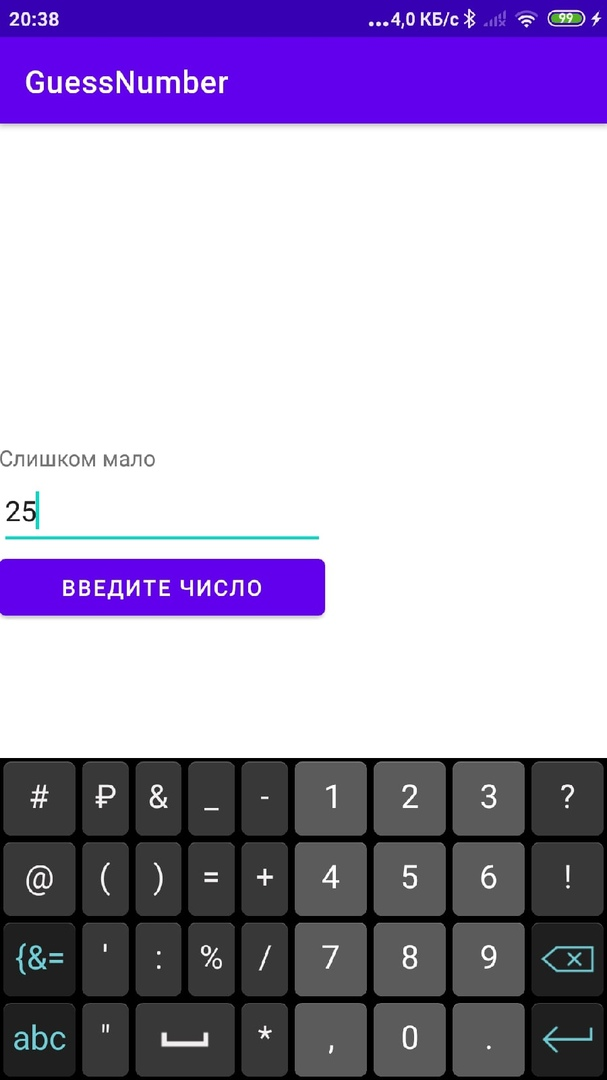 20:38 ...4,0 КБ/с 99
GuessNumber
Слишком мало
25
ВВЕДИТЕ ЧИСЛО
# ₽ & _ - 1 2 3 ?
@ ( ) = + 4 5 6 !
{&= ' : % / 7 8 9
abc " * , 0 .